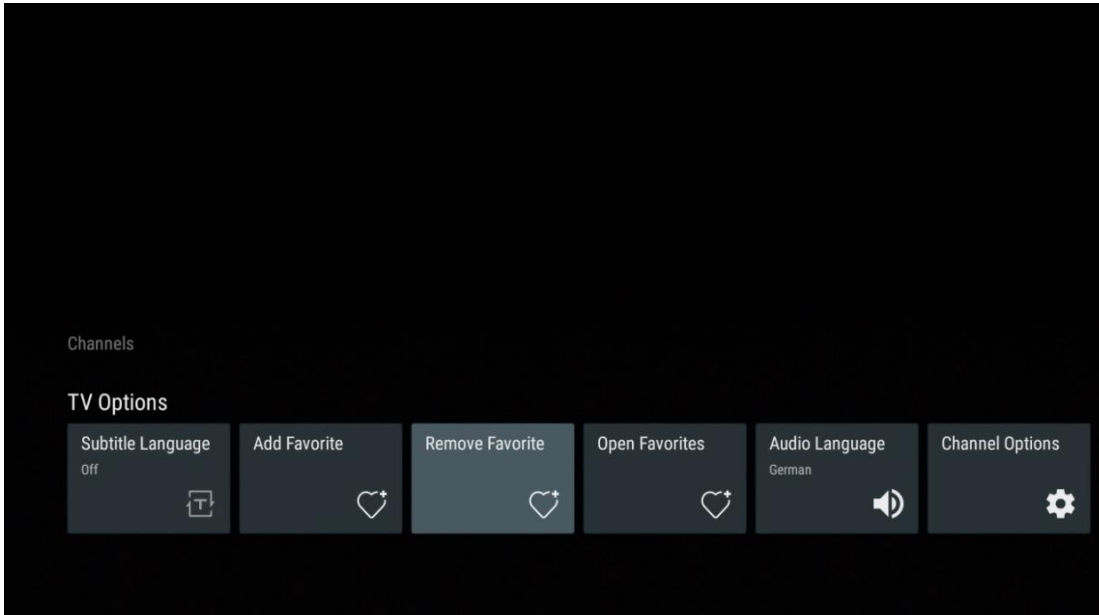 Channels
TV Options
Subtitle Language
Off
Add Favorite
Remove Favorite
Open Favorites
Audio Language
German
Channel Options